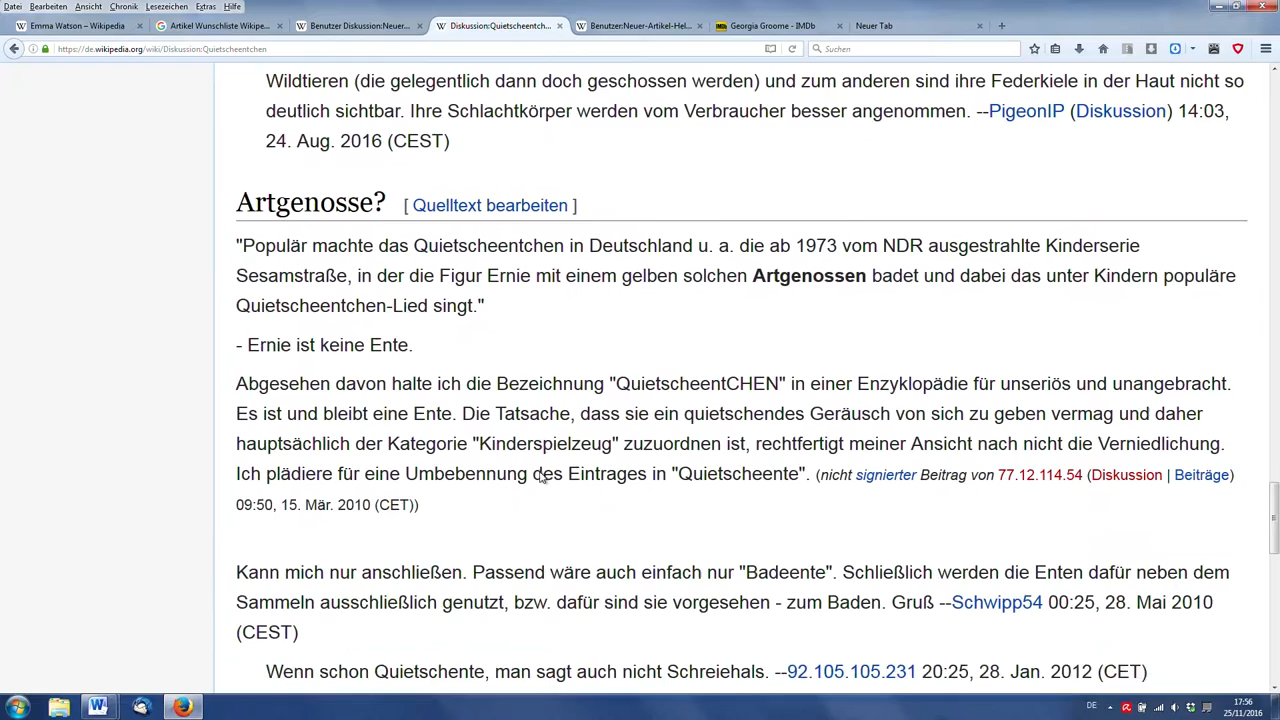 Datei Bearbeiten Ansicht Chronik Lesezeichen Extras Hilfe
Emma Watson – Wikipedia
Artikel Wunschliste Wikipe...
Benutzer Diskussion:Neuer...
Diskussion:Quietscheentch...
Benutzer:Neuer-Artikel-Hel...
Georgia Groome - IMDb
Neuer Tab
https://de.wikipedia.org/wiki/Diskussion:Quietscheentchen
Suchen
Wildtieren (die gelegentlich dann doch geschossen werden) und zum anderen sind ihre Federkiele in der Haut nicht so
deutlich sichtbar. Ihre Schlachtkörper werden vom Verbraucher besser angenommen. --PigeonIP (Diskussion) 14:03,
24. Aug. 2016 (CEST)
Artgenosse? [ Quelltext bearbeiten ]
"Populär machte das Quietscheentchen in Deutschland u. a. die ab 1973 vom NDR ausgestrahlte Kinderserie
Sesamstraße, in der die Figur Ernie mit einem gelben solchen Artgenossen badet und dabei das unter Kindern populäre
Quietscheentchen-Lied singt."
- Ernie ist keine Ente.
Abgesehen davon halte ich die Bezeichnung "QuietscheentCHEN" in einer Enzyklopädie für unseriös und unangebracht.
Es ist und bleibt eine Ente. Die Tatsache, dass sie ein quietschendes Geräusch von sich zu geben vermag und daher
hauptsächlich der Kategorie "Kinderspielzeug" zuzuordnen ist, rechtfertigt meiner Ansicht nach nicht die Verniedlichung.
Ich plädiere für eine Umbebennung des Eintrages in "Quietscheente". (nicht signierter Beitrag von 77.12.114.54 (Diskussion | Beiträge)
09:50, 15. Mär. 2010 (CET))
Kann mich nur anschließen. Passend wäre auch einfach nur "Badeente". Schließlich werden die Enten dafür neben dem
Sammeln ausschließlich genutzt, bzw. dafür sind sie vorgesehen - zum Baden. Gruß --Schwipp54 00:25, 28. Mai 2010
(CEST)
Wenn schon Quietschente, man sagt auch nicht Schreiehals. --92.105.105.231 20:25, 28. Jan. 2012 (CET)
DE
17:56
25/11/2016